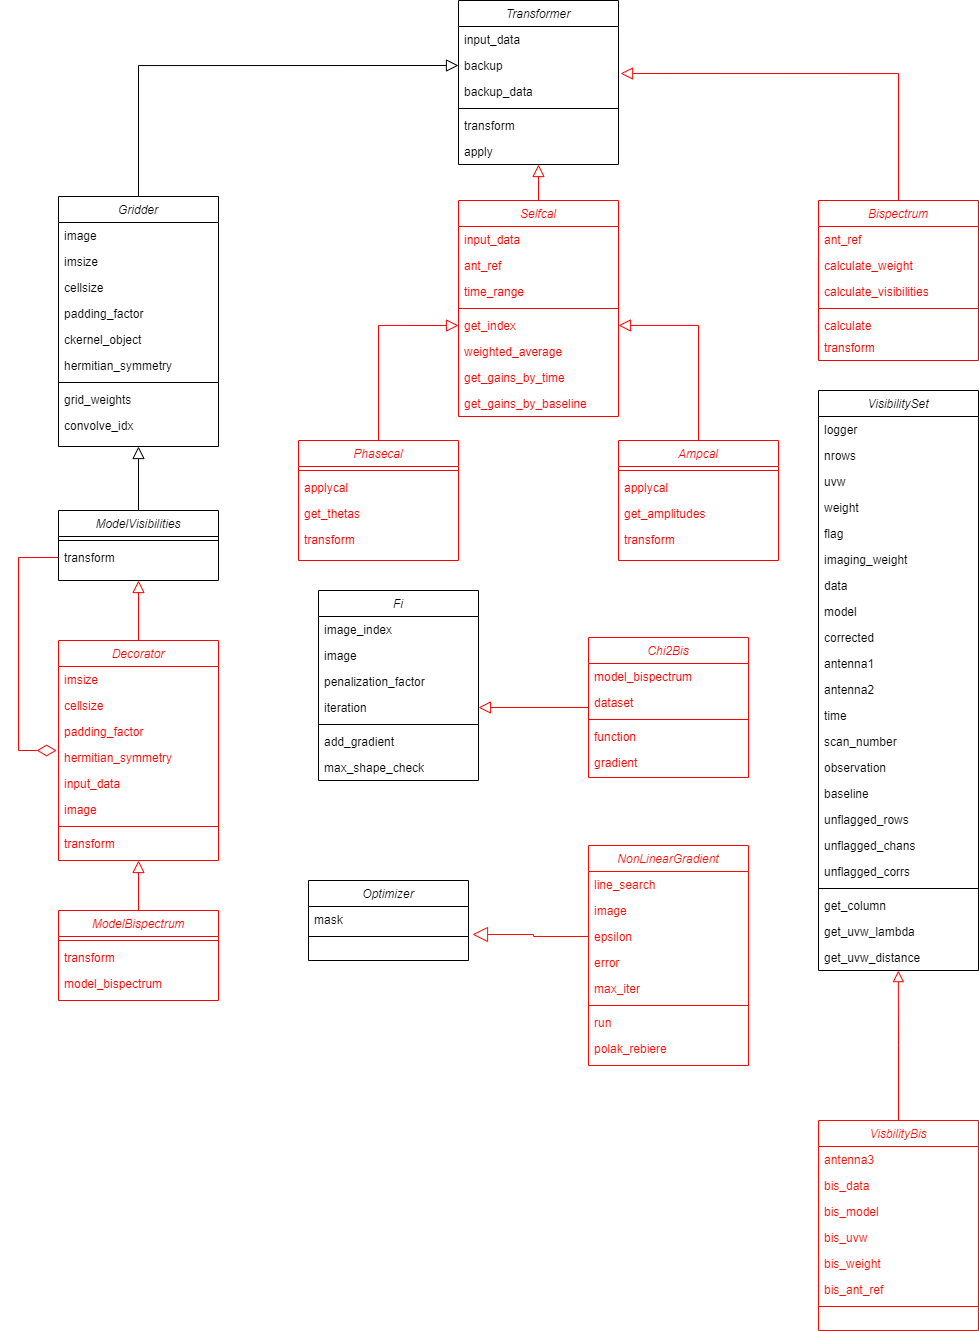 Transformer
input_data
backup
backup_data
transform
apply
Gridder
image
imsize
cellsize
padding_factor
ckernel_object
hermitian_symmetry
grid_weights
convolve_idx
Selfcal
input_data
ant_ref
time_range
get_index
weighted_average
get_gains_by_time
get_gains_by_baseline
Bispectrum
ant_ref
calculate_weight
calculate_visibilities
calculate
transform
Phasecal
applycal
get_thetas
transform
Ampcal
applycal
get_amplitudes
transform
VisibilitySet
logger
nrows
uvw
weight
flag
imaging_weight
data
model
corrected
antenna1
antenna2
time
scan_number
observation
baseline
unflagged_rows
unflagged_chans
unflagged_corrs
get_column
get_uvw_lambda
get_uvw_distance
ModelVisibilities
transform
Decorator
imsize
cellsize
padding_factor
hermitian_symmetry
input_data
image
transform
ModelBispectrum
transform
model_bispectrum
Fi
image_index
image
penalization_factor
iteration
add_gradient
max_shape_check
Chi2Bis
model_bispectrum
dataset
function
gradient
Optimizer
mask
NonLinearGradient
line_search
image
epsilon
error
max_iter
run
polak_rebiere
VisbilityBis
antenna3
bis_data
bis_model
bis_uvw
bis_weight
bis_ant_ref